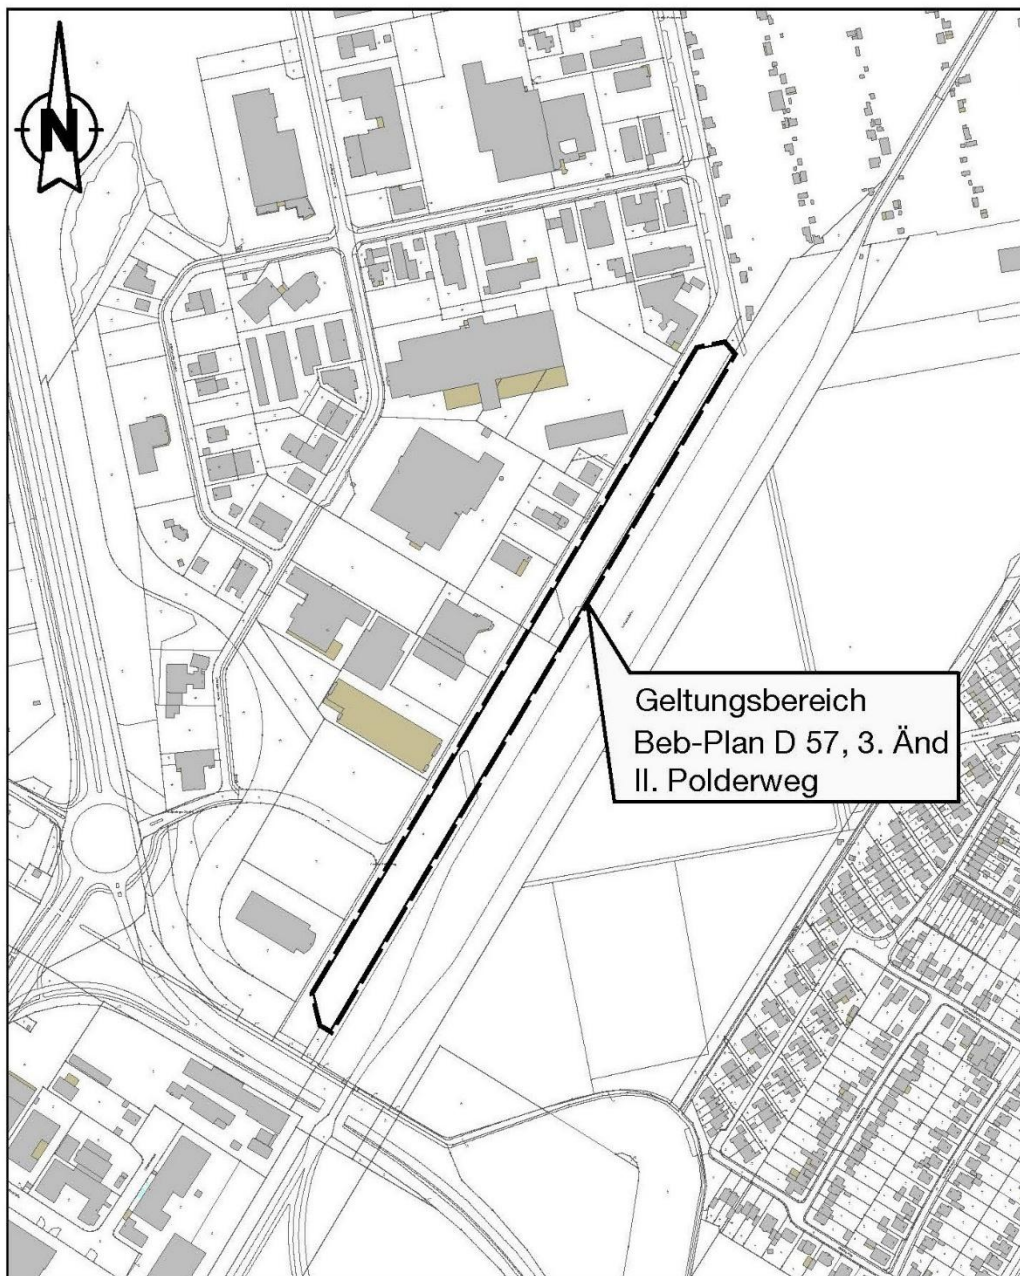 N
Geltungsbereich
Beb-Plan D 57, 3. Änd
II. Polderweg